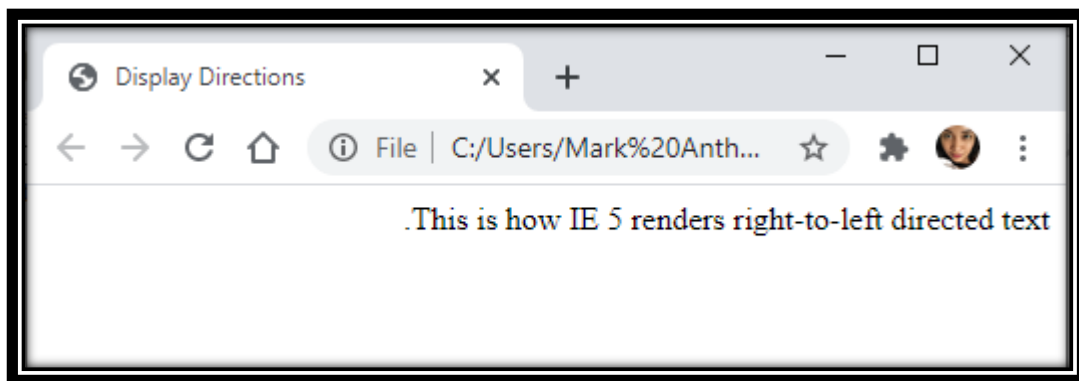 Display Directions
File | C:/Users/Mark%20Anth...
.This is how IE 5 renders right-to-left directed text